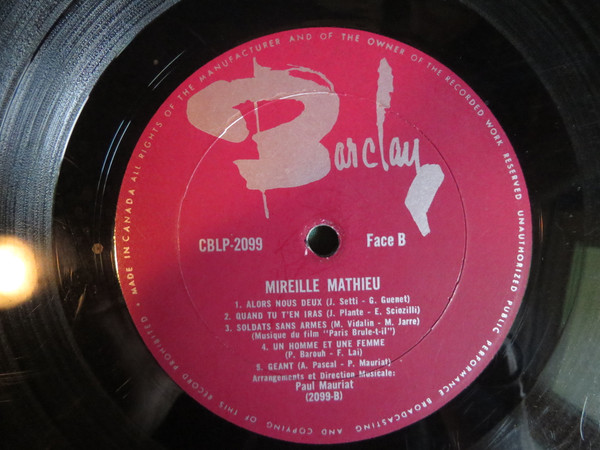 Barclay
CBLP-2099
Face B
MIREILLE MATHIEU
1. ALORS NOUS DEUX (J. Setti - G. Guenet)
2. QUAND TU T'EN IRAS (J. Plante - E. Sciozilli)
3. SOLDATS SANS ARMES (M. Vidalin - M. Jarre)
(Musique du film "Paris Brule-t-il")
4. UN HOMME ET UNE FEMME
(P. Barouh - F. Lai)
5. GEANT (A. Pascal - P. Mauriat)
Arrangements et Direction Musicale:
Paul Mauriat
(2099-B)
MADE IN CANADA ALL RIGHTS OF THE MANUFACTURER AND OF THE OWNER OF THE RECORDED WORK RESERVED UNAUTHORIZED PUBLIC PERFORMANCE BROADCASTING AND COPYING OF THIS RECORD PROHIBITED •